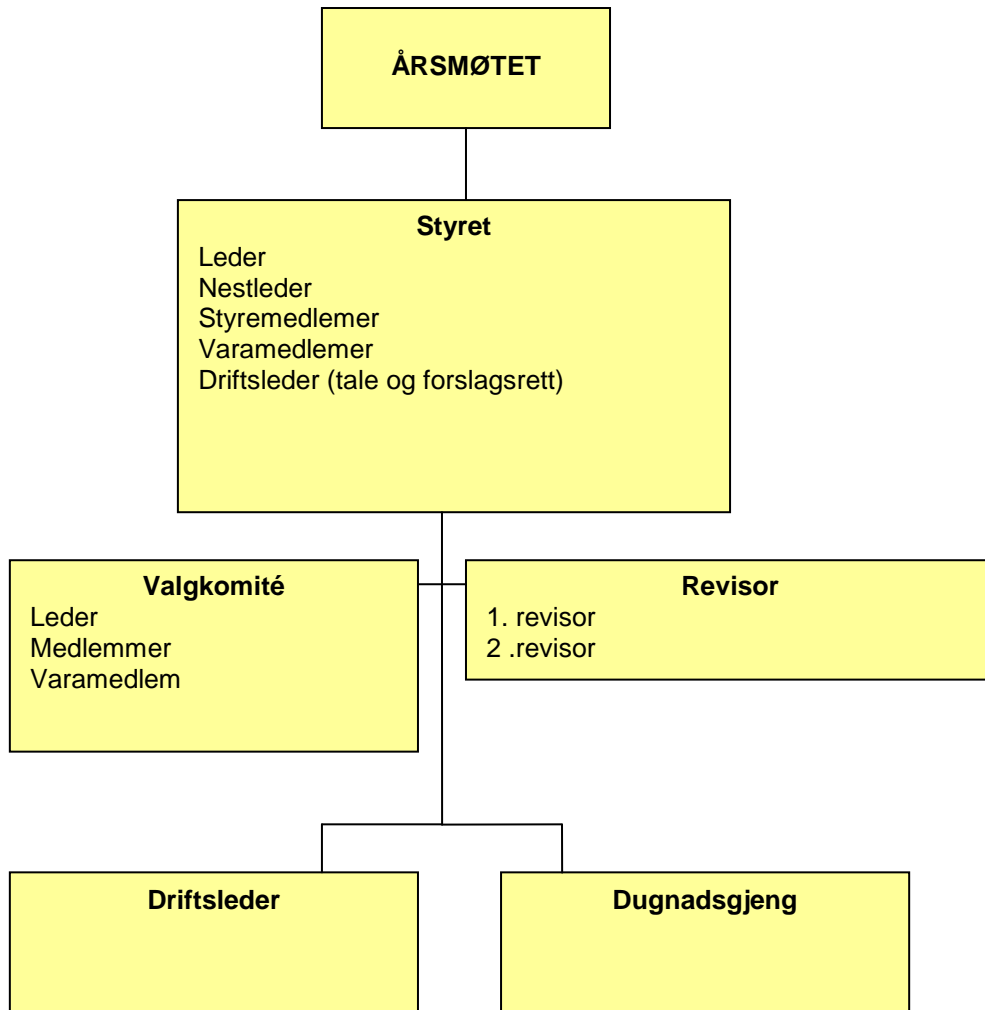 ÅRSMØTET
Styret
Leder
Nestleder
Styremedlemer
Varamedlemer
Driftsleder (tale og forslagsrett)
Valgkomité
Leder
Medlemmer
Varamedlem
Revisor
1. revisor
2 .revisor
Driftsleder
Dugnadsgjeng